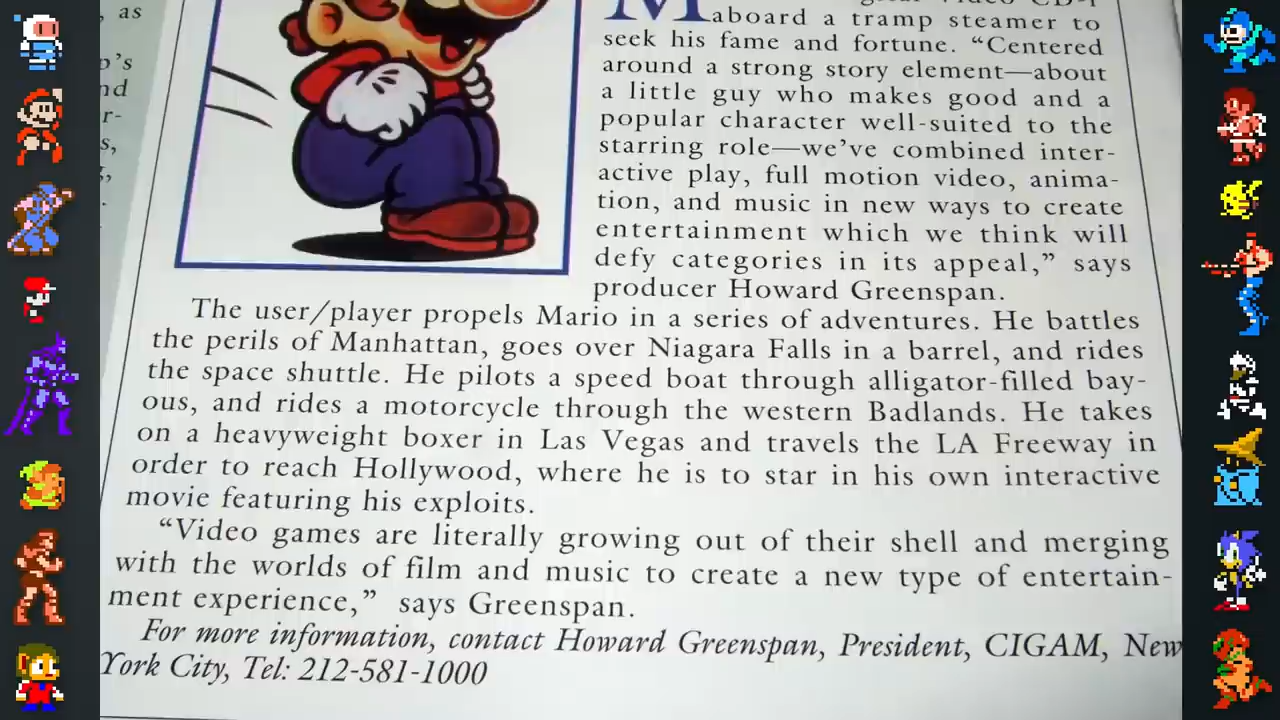 , as
's
nd
r-
s,
M
aboard a tramp steamer to
seek his fame and fortune. “Centered
around a strong story element—about
a little guy who makes good and a
popular character well-suited to the
starring role—we’ve combined inter-
active play, full motion video, anima-
tion, and music in new ways to create
entertainment which we think will
defy categories in its appeal,” says
producer Howard Greenspan.
The user/player propels Mario in a series of adventures. He battles
the perils of Manhattan, goes over Niagara Falls in a barrel, and rides
the space shuttle. He pilots a speed boat through alligator-filled bay-
ous, and rides a motorcycle through the western Badlands. He takes
on a heavyweight boxer in Las Vegas and travels the LA Freeway in
order to reach Hollywood, where he is to star in his own interactive
movie featuring his exploits.
“Video games are literally growing out of their shell and merging
with the worlds of film and music to create a new type of entertain-
ment experience,” says Greenspan.
For more information, contact Howard Greenspan, President, CIGAM, New
York City, Tel: 212-581-1000